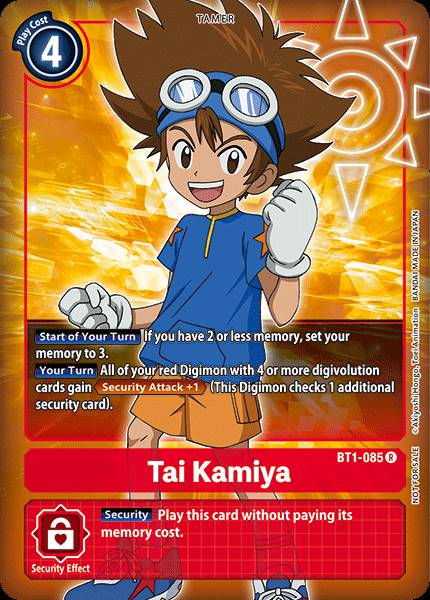 Play Cost
4
TAMER
Start of Your Turn If you have 2 or less memory, set your
memory to 3.
Your Turn All of your red Digimon with 4 or more digivolution
cards gain Security Attack +1 (This Digimon checks 1 additional
security card).
BT1-085 R
Tai Kamiya
Security Play this card without paying its
memory cost.
Security Effect
NOT FOR SALE ©Akiyoshi Hongo, Toei Animation BANDAI MADE IN JAPAN